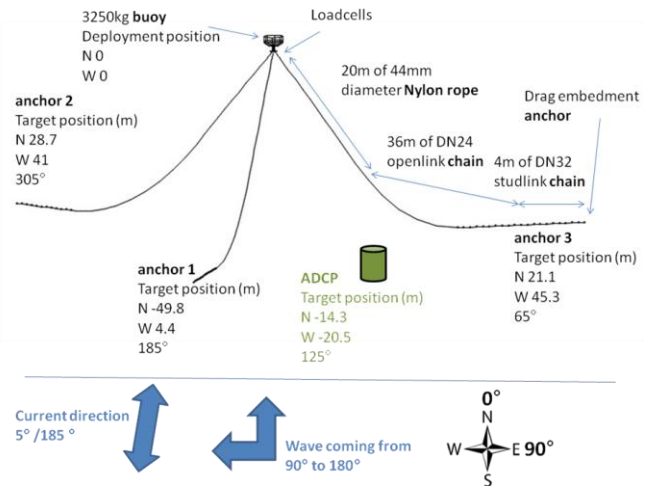 3250kg buoy
Deployment position
N 0
W 0
Loadcells
20m of 44mm
diameter Nylon rope
Drag embedment
anchor
anchor 2
Target position (m)
N 28.7
W 41
305°
36m of DN24
openlink chain
4m of DN32
studlink chain
anchor 3
Target position (m)
N 21.1
W 45.3
65°
anchor 1
Target position (m)
N -49.8
W 4.4
185°
ADCP
Target position (m)
N -14.3
W -20.5
125°
Current direction
5° /185 °
Wave coming from
90° to 180°
0°
N
W
E 90°
S